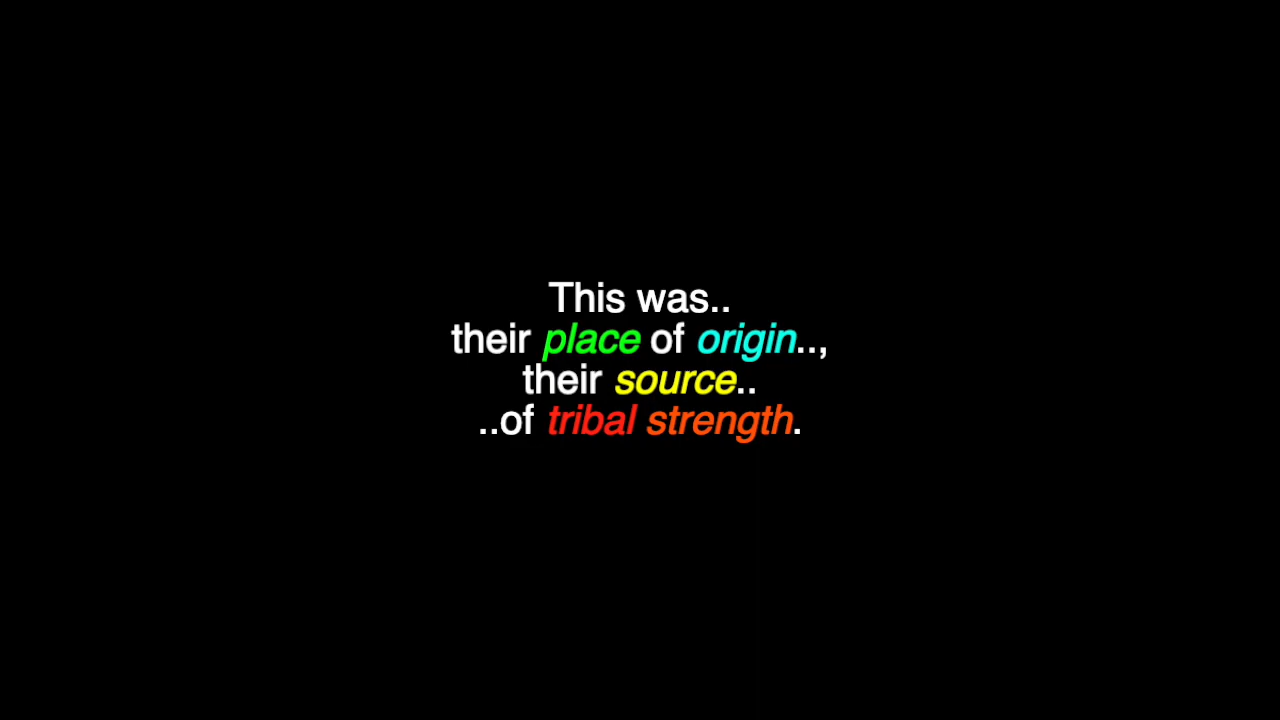 This was..
their place of origin..,
their source..
..of tribal strength.